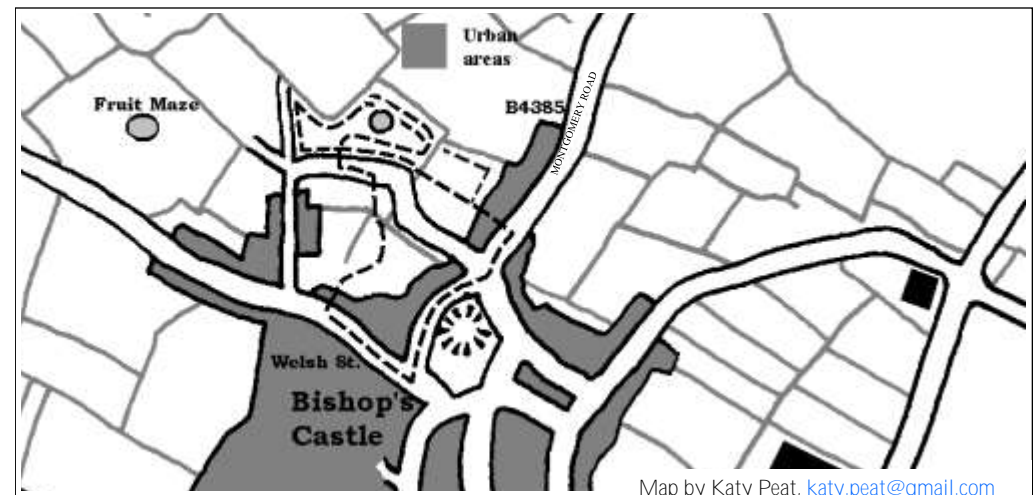 Urban
areas
Fruit Maze
B4385
MONTGOMERY ROAD
Welsh St.
Bishop's
Castle
Map by Katy Peat, katy.peat@gmail.com